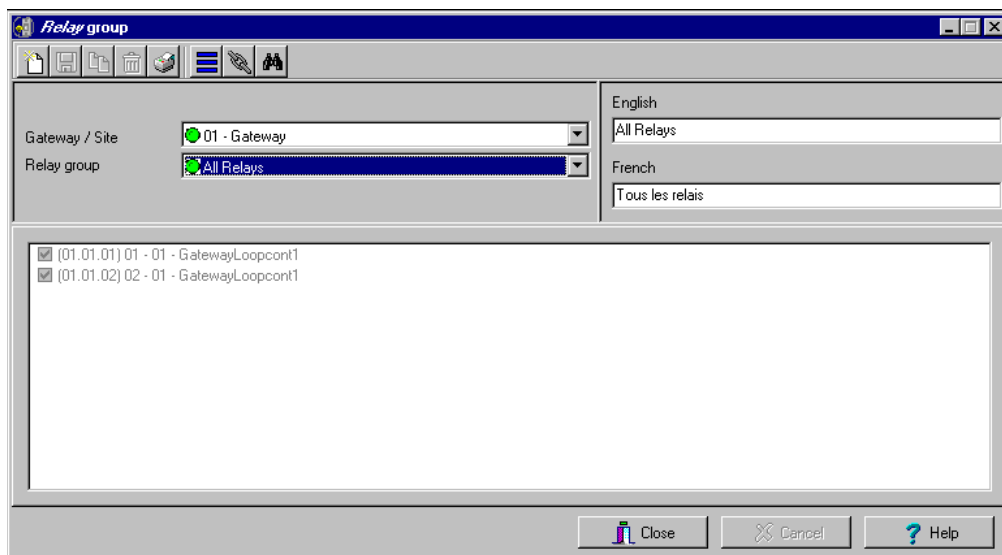 Relay group
Gateway / Site
01 - Gateway
Relay group
All Relays
English
All Relays
French
Tous les relais
(01.01.01) 01 - 01 - GatewayLoopcont1
(01.01.02) 02 - 01 - GatewayLoopcont1
Close
Cancel
Help